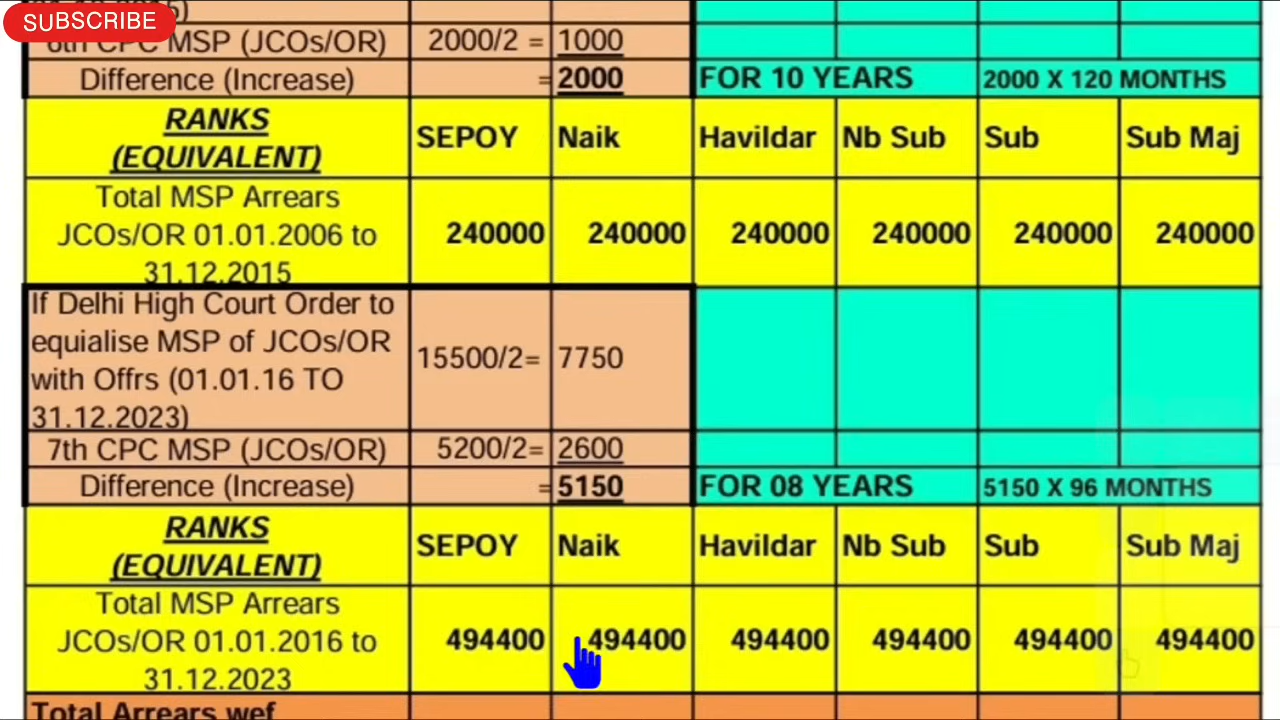 SUBSCRIBE
6th CPC MSP (JCOs/OR) 2000/2 = 1000
Difference (Increase) = 2000 FOR 10 YEARS 2000 X 120 MONTHS
RANKS
(EQUIVALENT) SEPOY Naik Havildar Nb Sub Sub Sub Maj
Total MSP Arrears
JCOs/OR 01.01.2006 to 240000 240000 240000 240000 240000 240000
31.12.2015
If Delhi High Court Order to
equialise MSP of JCOs/OR 15500/2= 7750
with Offrs (01.01.16 TO
31.12.2023)
7th CPC MSP (JCOs/OR) 5200/2= 2600
Difference (Increase) = 5150 FOR 08 YEARS 5150 X 96 MONTHS
RANKS
(EQUIVALENT) SEPOY Naik Havildar Nb Sub Sub Sub Maj
Total MSP Arrears
JCOs/OR 01.01.2016 to 494400 494400 494400 494400 494400 494400
31.12.2023
Total Arrears wef